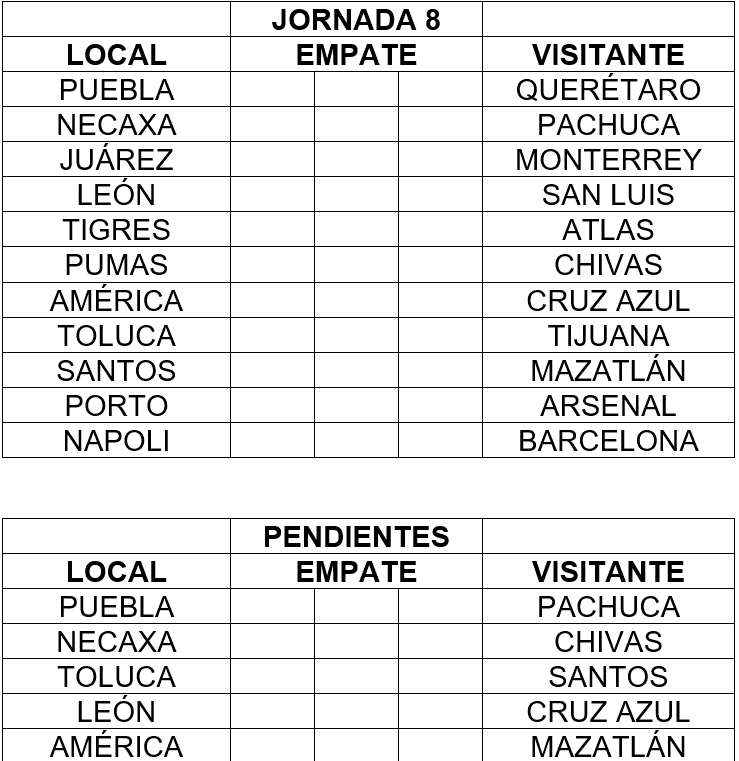 JORNADA 8
LOCAL EMPATE VISITANTE
PUEBLA QUERÉTARO
NECAXA PACHUCA
JUÁREZ MONTERREY
LEÓN SAN LUIS
TIGRES ATLAS
PUMAS CHIVAS
AMÉRICA CRUZ AZUL
TOLUCA TIJUANA
SANTOS MAZATLÁN
PORTO ARSENAL
NAPOLI BARCELONA
PENDIENTES
LOCAL EMPATE VISITANTE
PUEBLA PACHUCA
NECAXA CHIVAS
TOLUCA SANTOS
LEÓN CRUZ AZUL
AMÉRICA MAZATLÁN